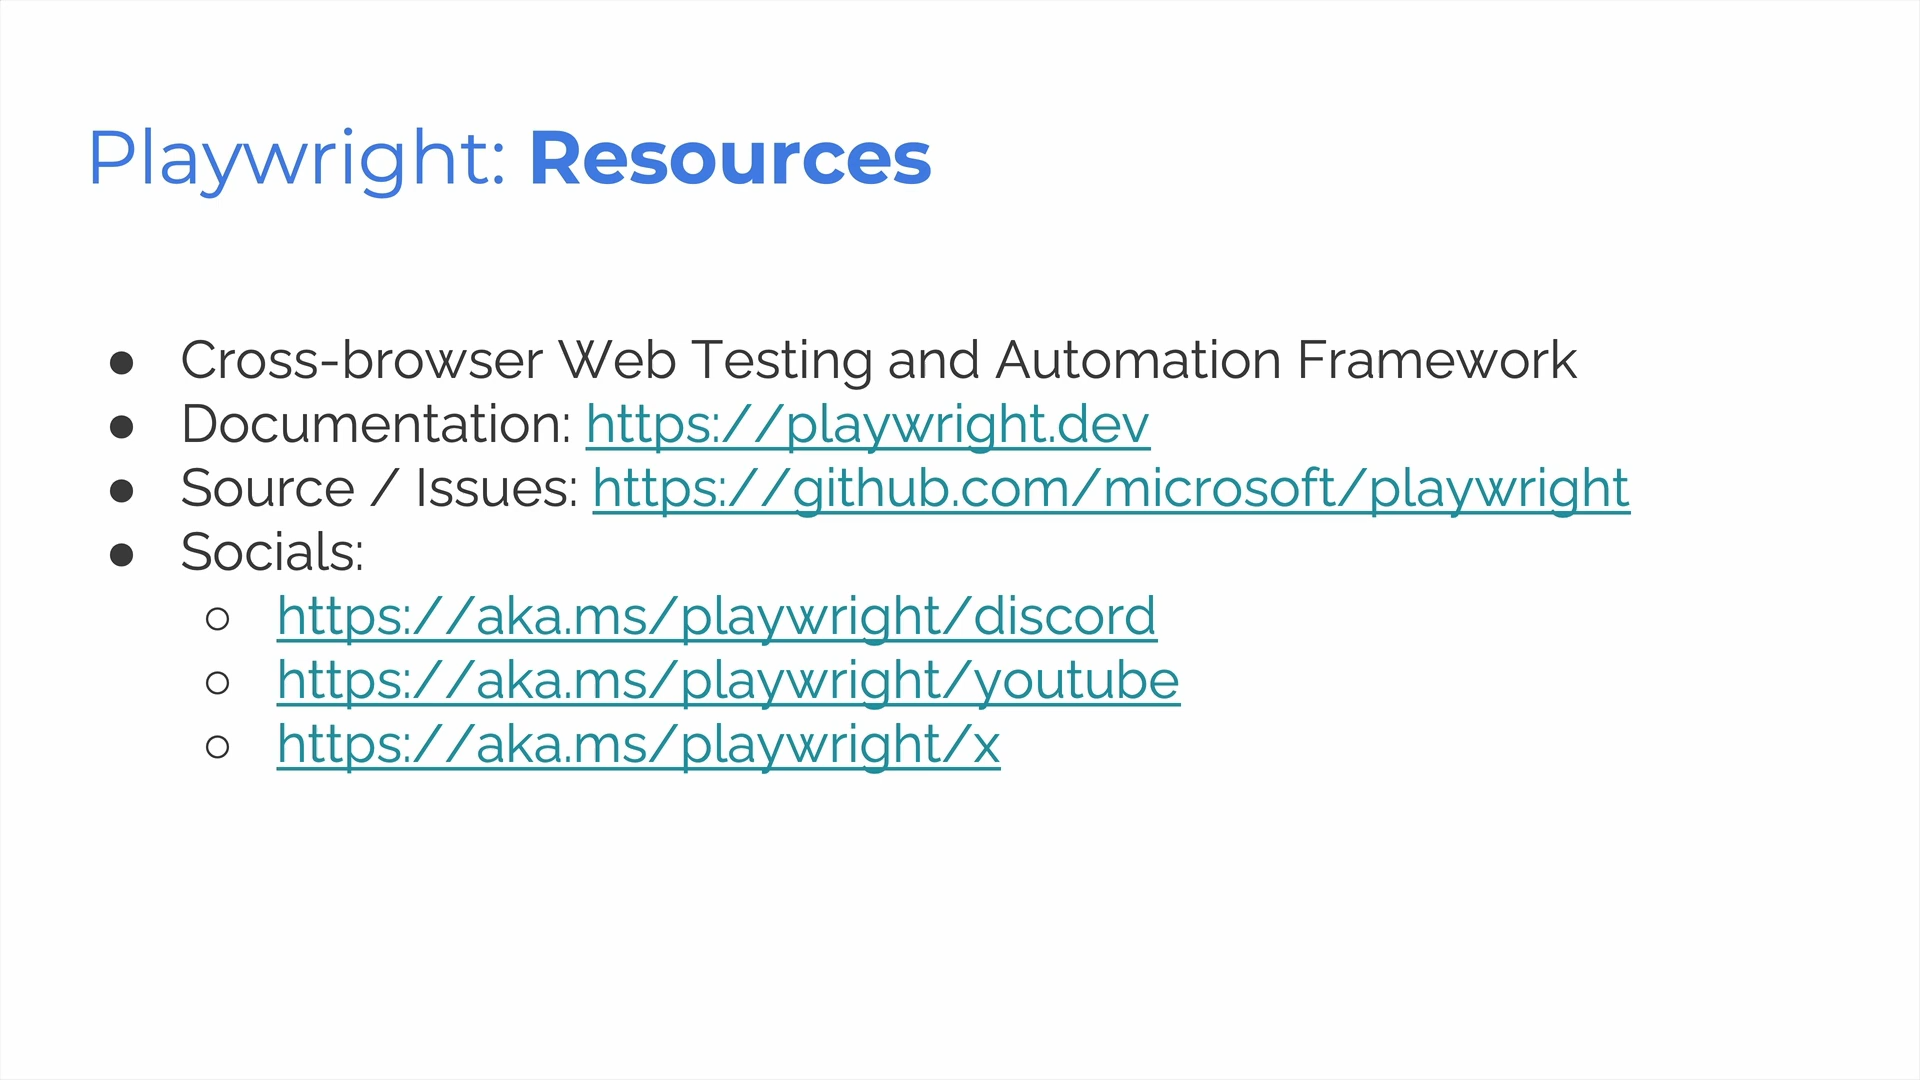 Playwright: Resources
● Cross-browser Web Testing and Automation Framework
● Documentation: https://playwright.dev
● Source / Issues: https://github.com/microsoft/playwright
● Socials:
○ https://aka.ms/playwright/discord
○ https://aka.ms/playwright/youtube
○ https://aka.ms/playwright/x